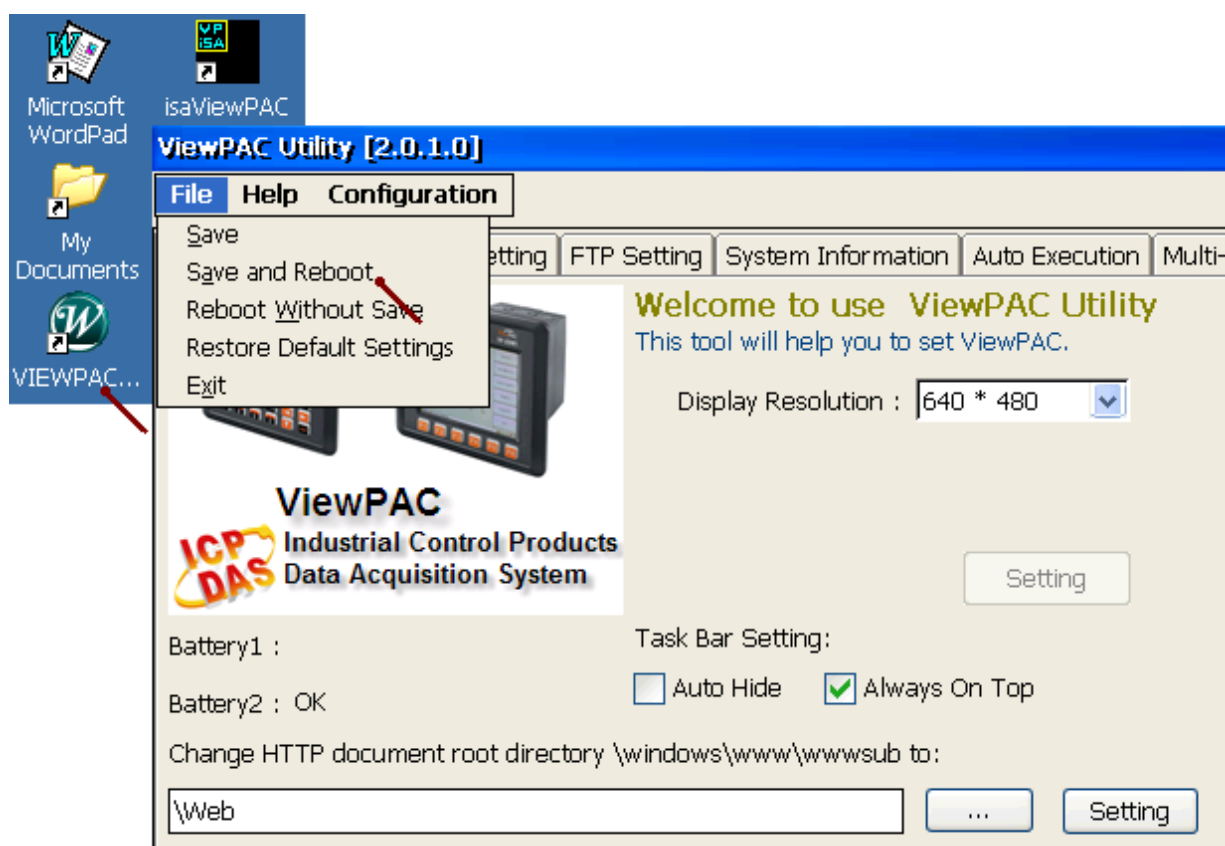 Microsoft
WordPad
VP
iSA
isaViewPAC
My
Documents
VIEWPAC...
ViewPAC Utility [2.0.1.0]
File Help Configuration
Save
Save and Reboot
Reboot Without Save
Restore Default Settings
Exit
etting FTP Setting System Information Auto Execution Multi-
Welcome to use ViewPAC Utility
This tool will help you to set ViewPAC.
Display Resolution : 640 * 480
ViewPAC
ICP DAS
Industrial Control Products
Data Acquisition System
Setting
Battery1 :
Battery2 : OK
Task Bar Setting:
Auto Hide Always On Top
Change HTTP document root directory \windows\www\wwwsub to:
\Web ... Setting